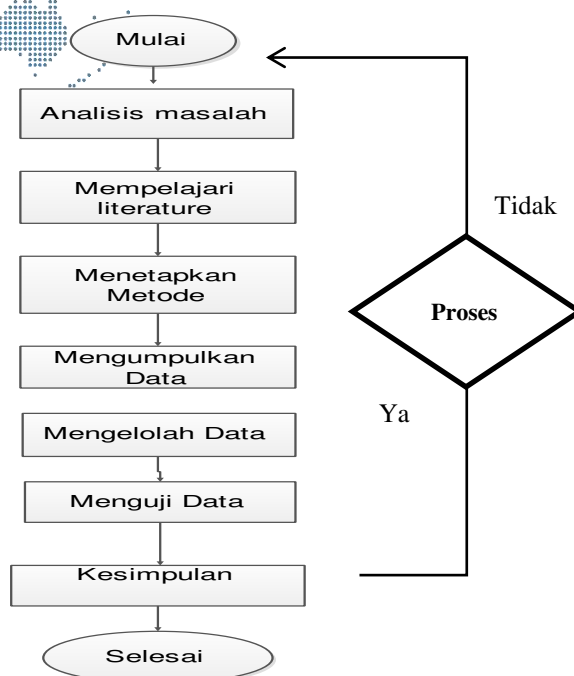 Mulai
Analisis masalah
Mempelajari
literature
Menetapkan
Metode
Mengumpulkan
Data
Mengelolah Data
Menguji Data
Kesimpulan
Selesai
Tidak
Proses
Ya